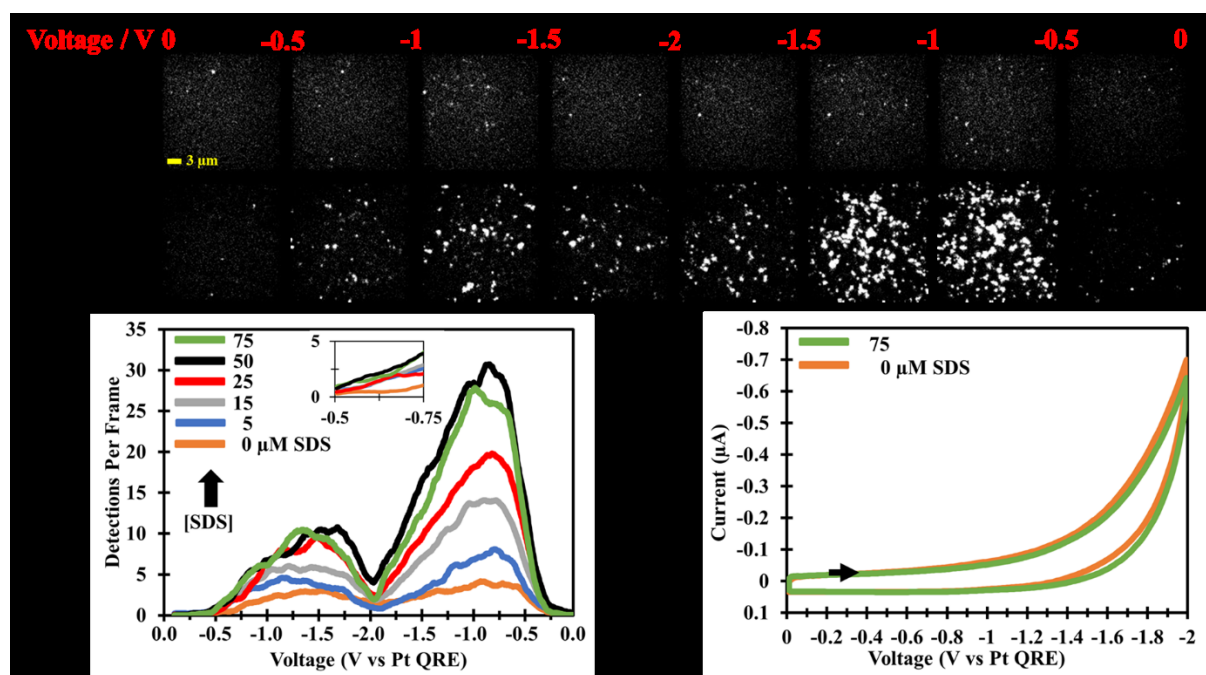 Voltage / V 0 -0.5 -1 -1.5 -2 -1.5 -1 -0.5 0
3 µm
35
30
25
20
15
10
5
0
Detections Per Frame
75
50
25
15
5
0 µM SDS
[SDS]
5
0
-0.5 -0.75
0.0 -0.5 -1.0 -1.5 -2.0 -1.5 -1.0 -0.5 0.0
Voltage (V vs Pt QRE)
-0.8
-0.7
-0.6
-0.5
-0.4
-0.3
-0.2
-0.1
0
0.1
Current (µA)
75
0 µM SDS
0 -0.2 -0.4 -0.6 -0.8 -1 -1.2 -1.4 -1.6 -1.8 -2
Voltage (V vs Pt QRE)